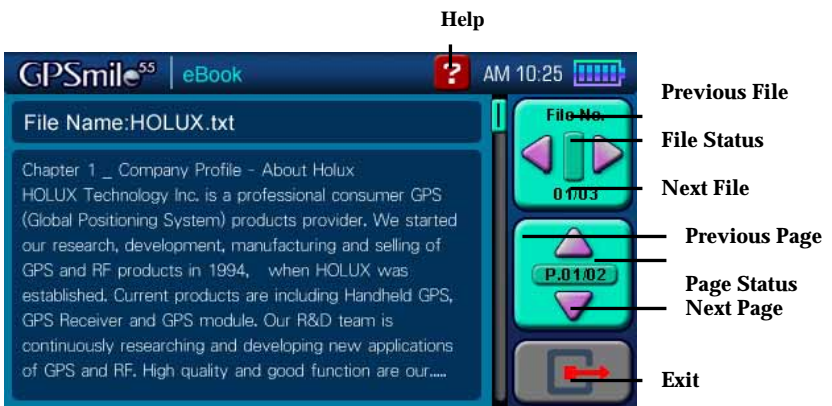 Help
GPSmile55 eBook ? AM 10:25
File Name:HOLUX.txt
Chapter 1 _ Company Profile - About Holux
HOLUX Technology Inc. is a professional consumer GPS
(Global Positioning System) products provider. We started
our research, development, manufacturing and selling of
GPS and RF products in 1994, when HOLUX was
established. Current products are including Handheld GPS,
GPS Receiver and GPS module. Our R&D team is
continuously researching and developing new applications
of GPS and RF. High quality and good function are our.....
File No.
01/03
P.01/02
Previous File
File Status
Next File
Previous Page
Page Status
Next Page
Exit